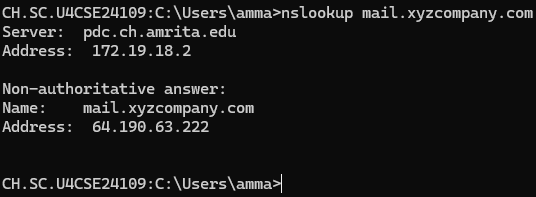 CH.SC.U4CSE24109:C:\Users\amma>nslookup mail.xyzcompany.com
Server:  pdc.ch.amrita.edu
Address:  172.19.18.2

Non-authoritative answer:
Name:    mail.xyzcompany.com
Address:  64.190.63.222

CH.SC.U4CSE24109:C:\Users\amma>